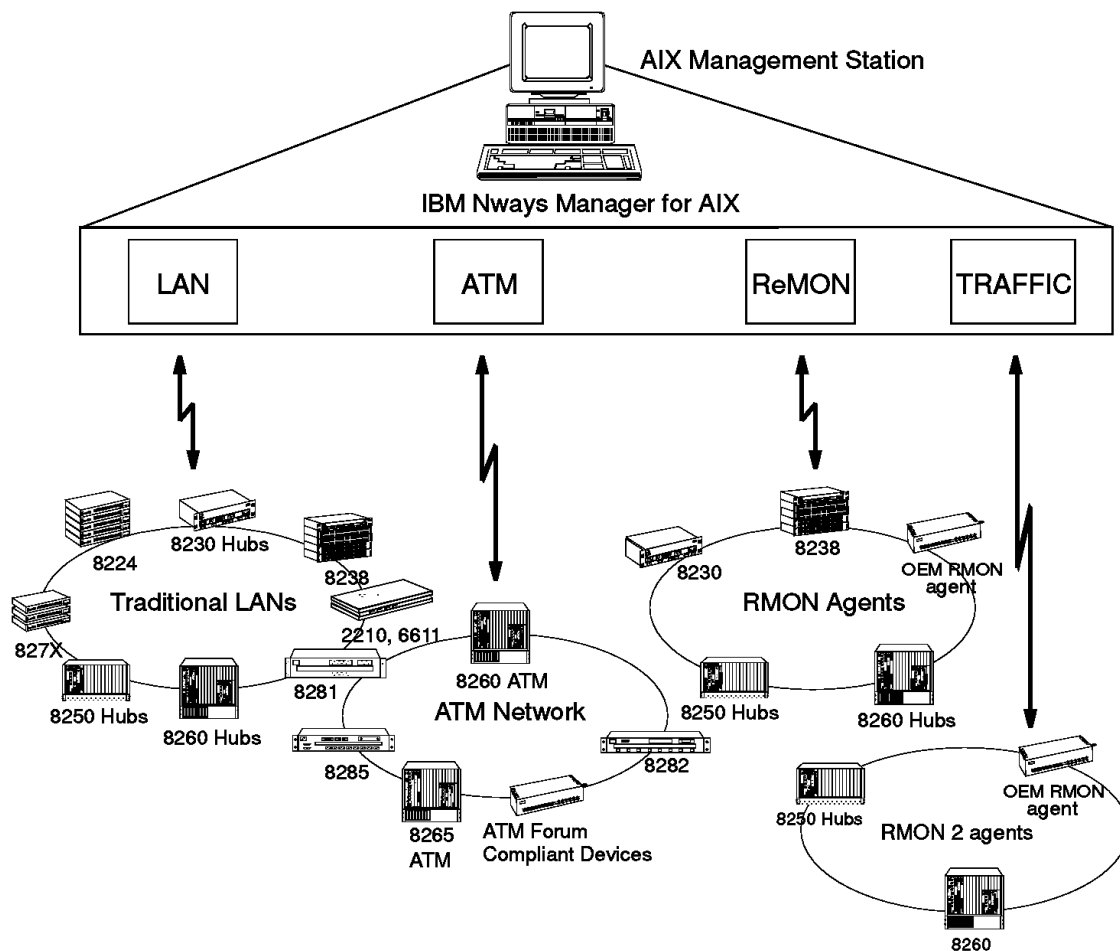 AIX Management Station
IBM Nways Manager for AIX
LAN
ATM
ReMON
TRAFFIC
8224
8230 Hubs
8238
Traditional LANs
827X
2210, 6611
8281
8250 Hubs
8260 Hubs
8260 ATM
ATM Network
8285
8282
8265
ATM
ATM Forum
Compliant Devices
8230
8238
OEM RMON
agent
RMON Agents
8250 Hubs
8260 Hubs
8250 Hubs
OEM RMON
agent
RMON 2 agents
8260